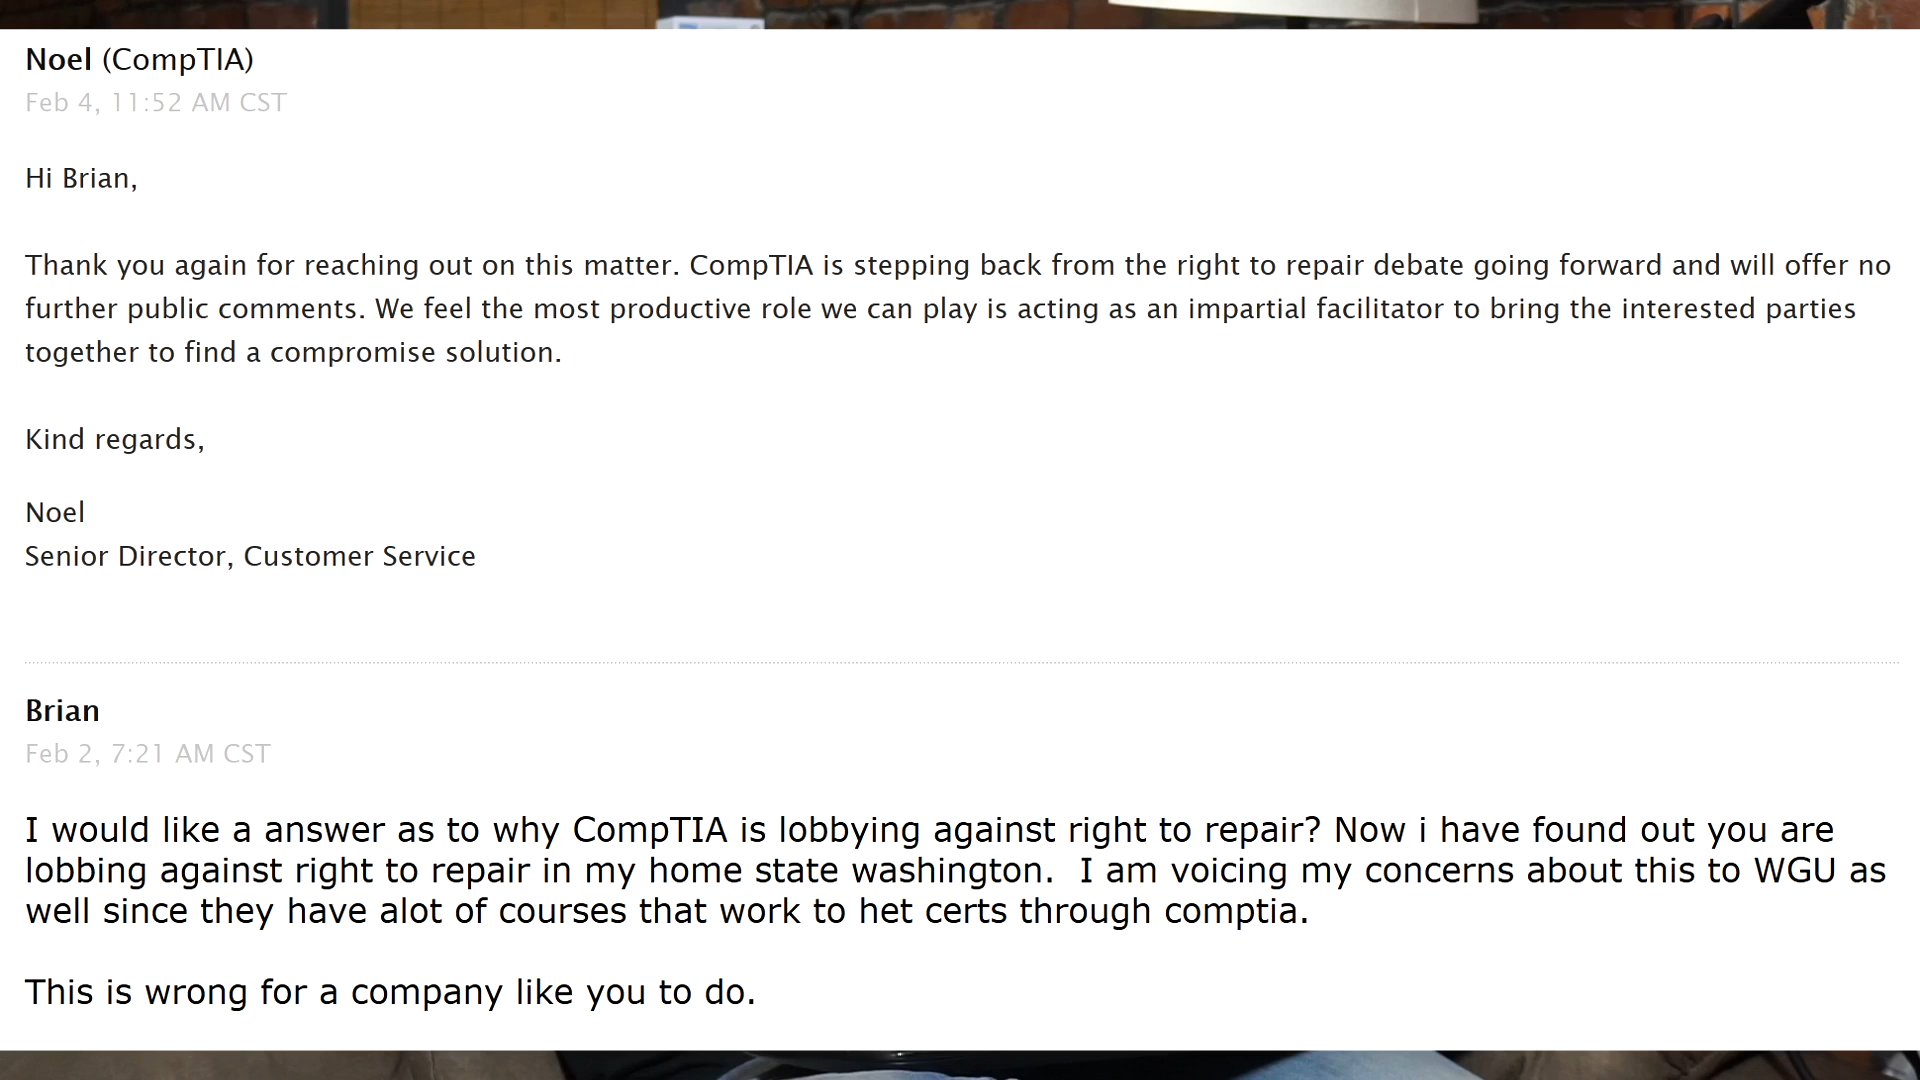 Noel (CompTIA)
Feb 4, 11:52 AM CST
Hi Brian,
Thank you again for reaching out on this matter. CompTIA is stepping back from the right to repair debate going forward and will offer no
further public comments. We feel the most productive role we can play is acting as an impartial facilitator to bring the interested parties
together to find a compromise solution.
Kind regards,
Noel
Senior Director, Customer Service
Brian
Feb 2, 7:21 AM CST
I would like a answer as to why CompTIA is lobbying against right to repair? Now i have found out you are
lobbing against right to repair in my home state washington.  I am voicing my concerns about this to WGU as
well since they have alot of courses that work to het certs through comptia.
This is wrong for a company like you to do.